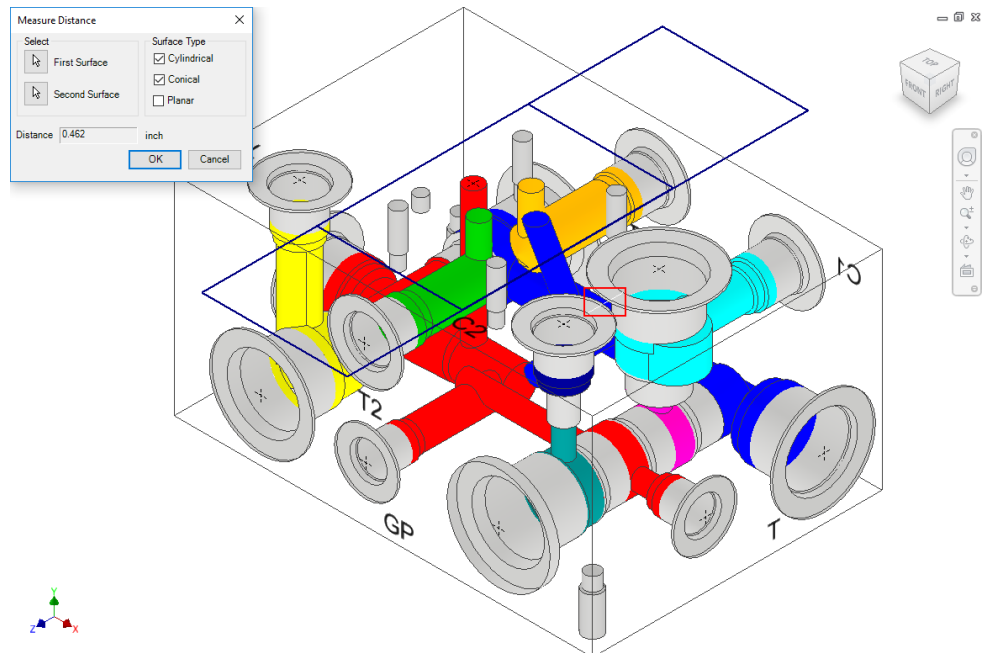 Measure Distance
Select
First Surface
Second Surface
Surface Type
Cylindrical
Conical
Planar
Distance 0.462 inch
OK Cancel
TOP
FRONT RIGHT
C1
C2
T2
GP
T
Y
Z X